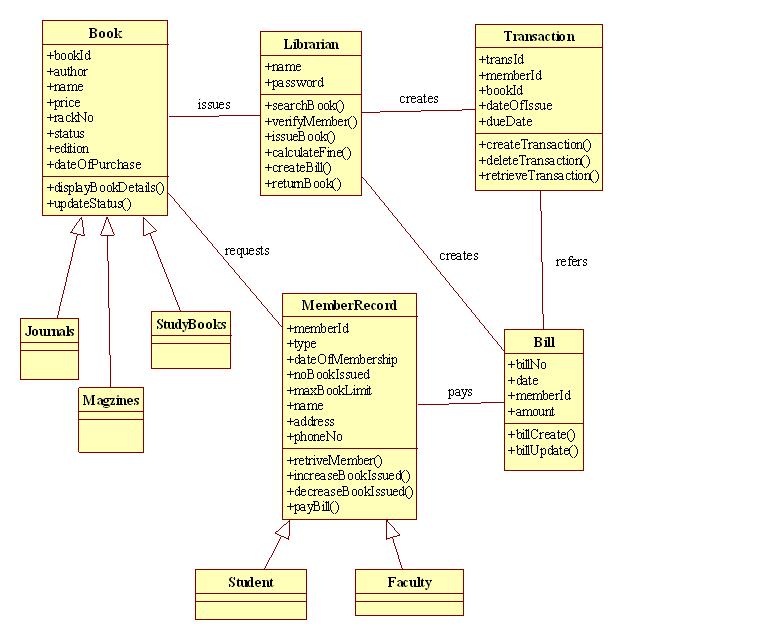 Book
+bookId
+author
+name
+price
+rackNo
+status
+edition
+dateOfPurchase
+displayBookDetails()
+updateStatus()
issues
Librarian
+name
+password
+searchBook()
+verifyMember()
+issueBook()
+calculateFine()
+createBill()
+returnBook()
creates
Transaction
+transId
+memberId
+bookId
+dateOfIssue
+dueDate
+createTransaction()
+deleteTransaction()
+retrieveTransaction()
requests
creates
refers
Journals
StudyBooks
Magzines
MemberRecord
+memberId
+type
+dateOfMembership
+noBookIssued
+maxBookLimit
+name
+address
+phoneNo
+retriveMember()
+increaseBookIssued()
+decreaseBookIssued()
+payBill()
pays
Bill
+billNo
+date
+memberId
+amount
+billCreate()
+billUpdate()
Student
Faculty